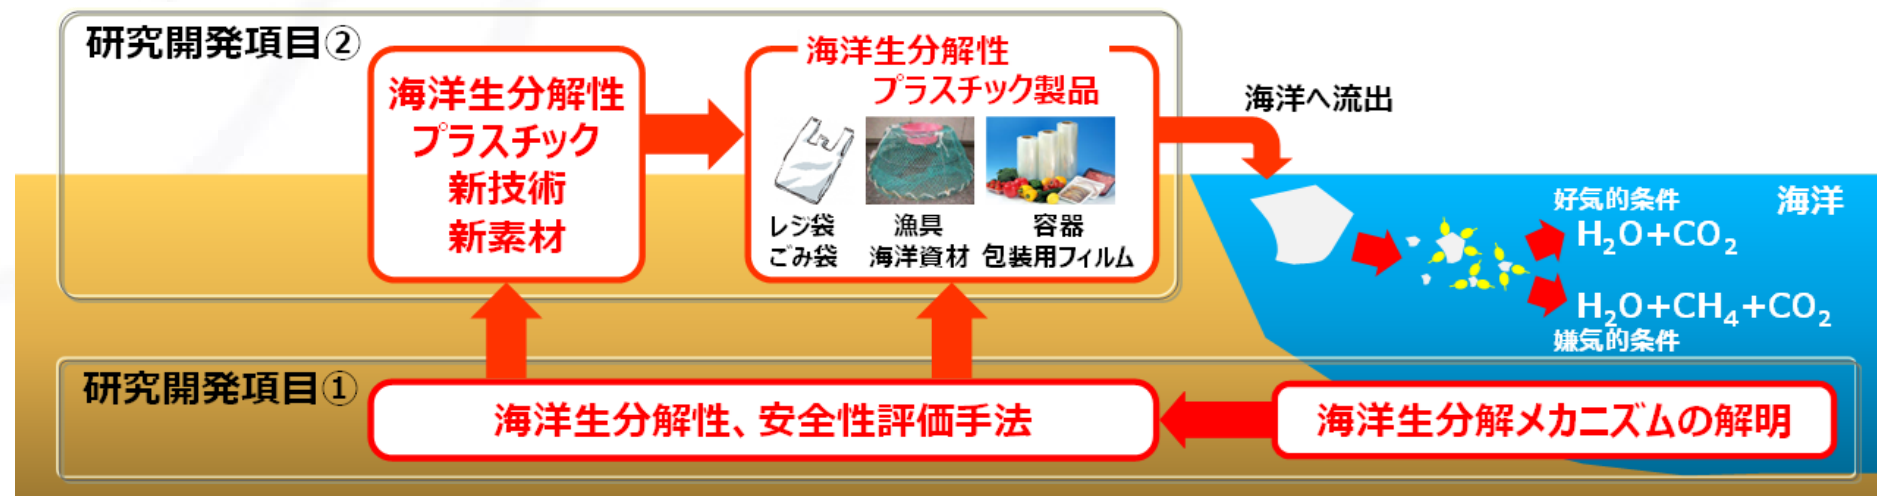 研究開発項目②
海洋生分解性
プラスチック
新技術
新素材
海洋生分解性
プラスチック製品
レジ袋
ごみ袋
漁具
海洋資材
容器
包装用フィルム
海洋へ流出
海洋
好気的条件
H₂O+CO₂
H₂O+CH₄+CO₂
嫌気的条件
研究開発項目①
海洋生分解性、安全性評価手法
海洋生分解メカニズムの解明